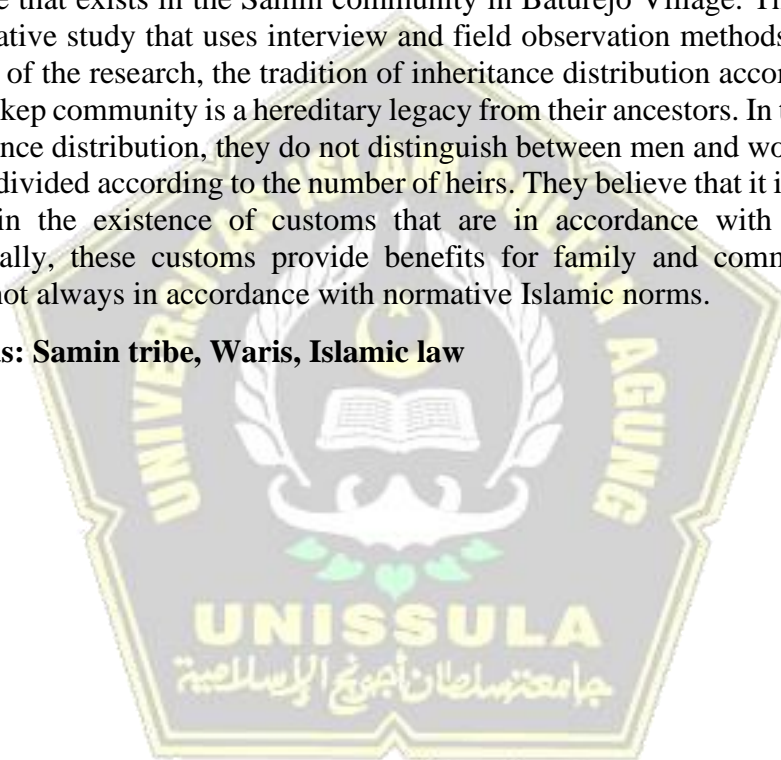 e that exists in the Samin community in Baturejo Village. Th
ative study that uses interview and field observation methods
of the research, the tradition of inheritance distribution accor
kep community is a hereditary legacy from their ancestors. In t
nce distribution, they do not distinguish between men and wo
divided according to the number of heirs. They believe that it i
in the existence of customs that are in accordance with
ally, these customs provide benefits for family and comm
not always in accordance with normative Islamic norms.
s: Samin tribe, Waris, Islamic law
UNIVERSITAS ISLAM SULTAN AGUNG
UNISSULA
جامعة سلطان أجونج الإسلامية